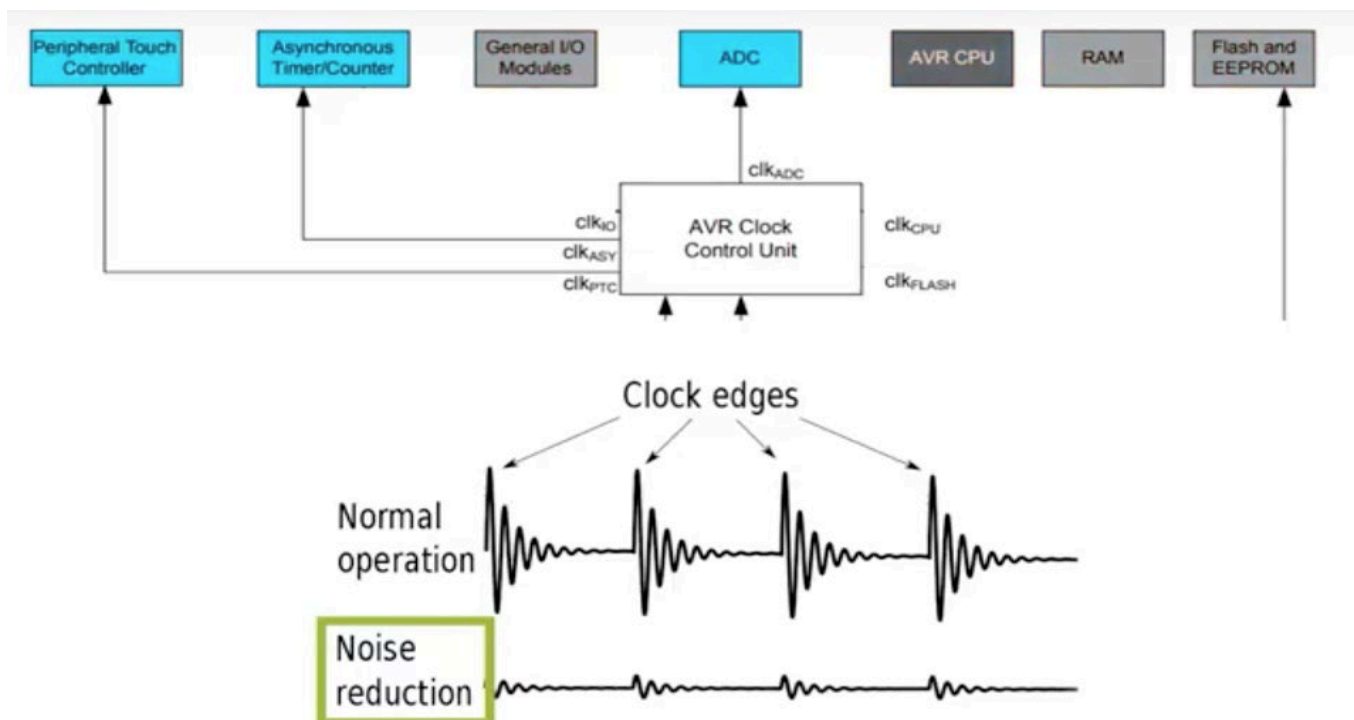 Peripheral Touch
Controller
Asynchronous
Timer/Counter
General I/O
Modules
ADC
AVR CPU
RAM
Flash and
EEPROM
clkADC
clkIO
clkASY
clkPTC
AVR Clock
Control Unit
clkCPU
clkFLASH
Clock edges
Normal
operation
Noise
reduction